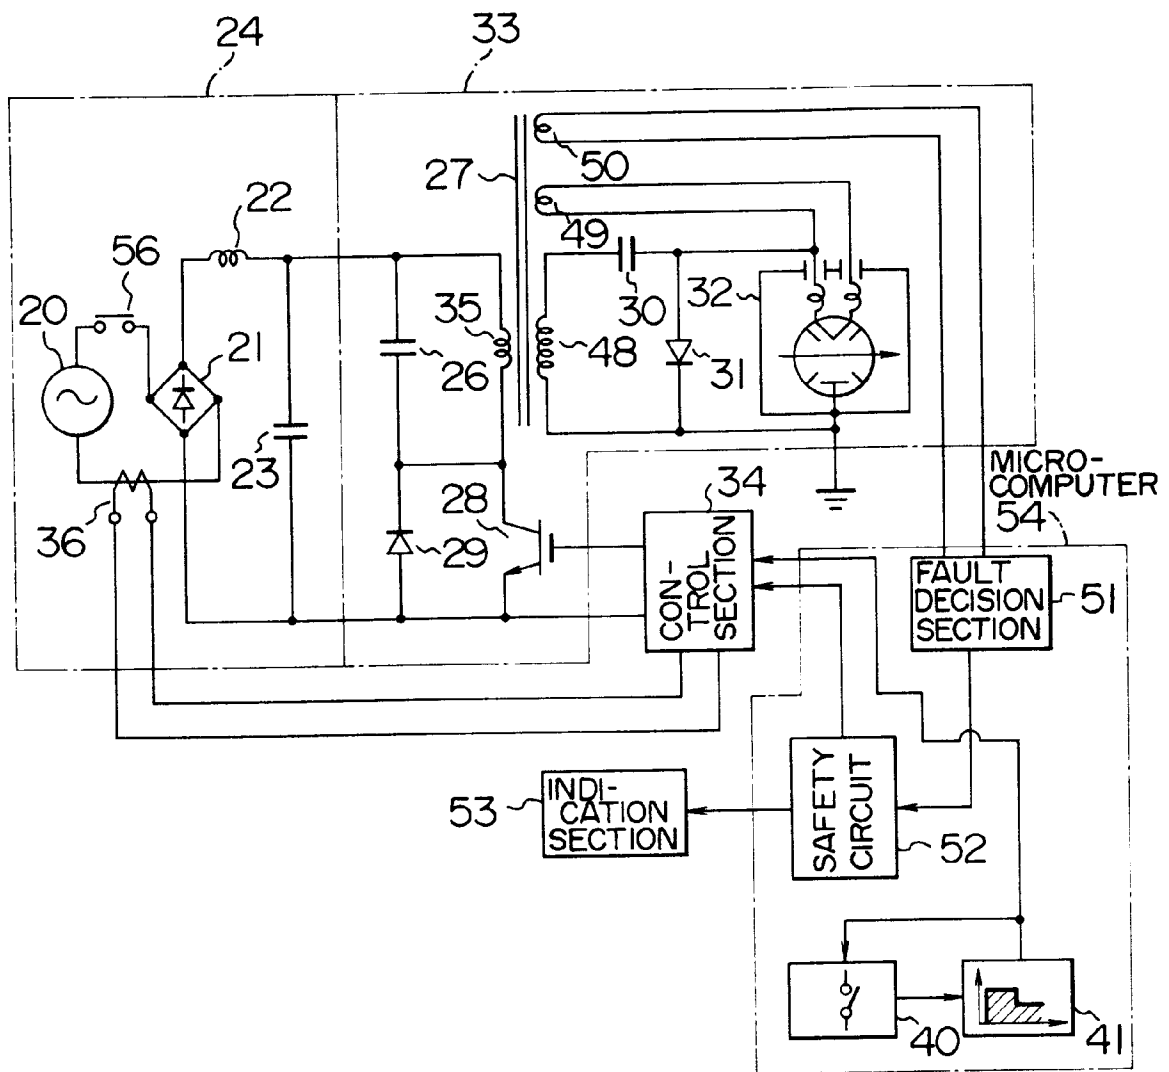 24
33
50
27
22
49
56
20
30
32
35
21
26
48
31
23
MICRO-
COMPUTER
34
54
28
36
29
CON-
TROL
SECTION
FAULT
DECISION
SECTION
51
SAFETY
CIRCUIT
INDI-
CATION
SECTION
53
52
40
41